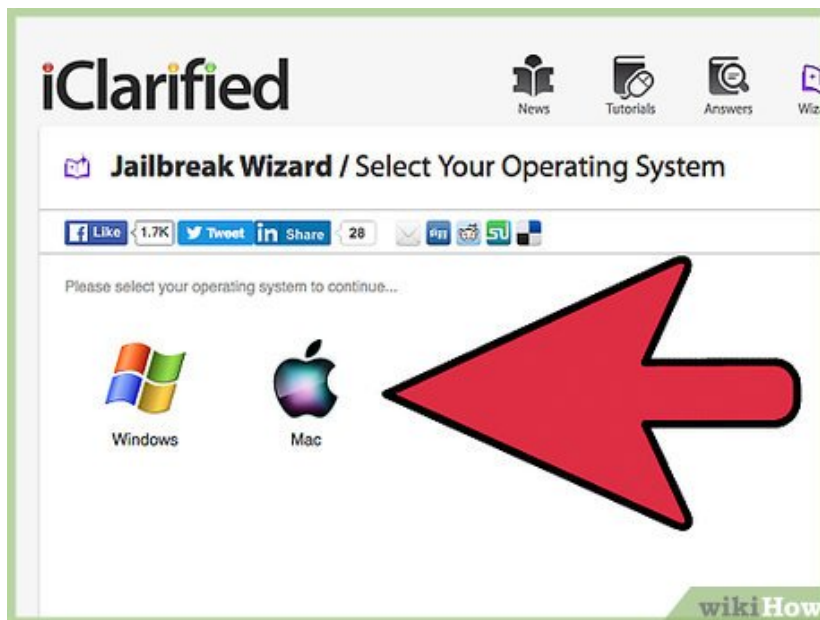 iClarified
News Tutorials Answers
Jailbreak Wizard / Select Your Operating System
Like 1.7K Tweet in Share 28
Please select your operating system to continue...
Windows Mac
wikiHow